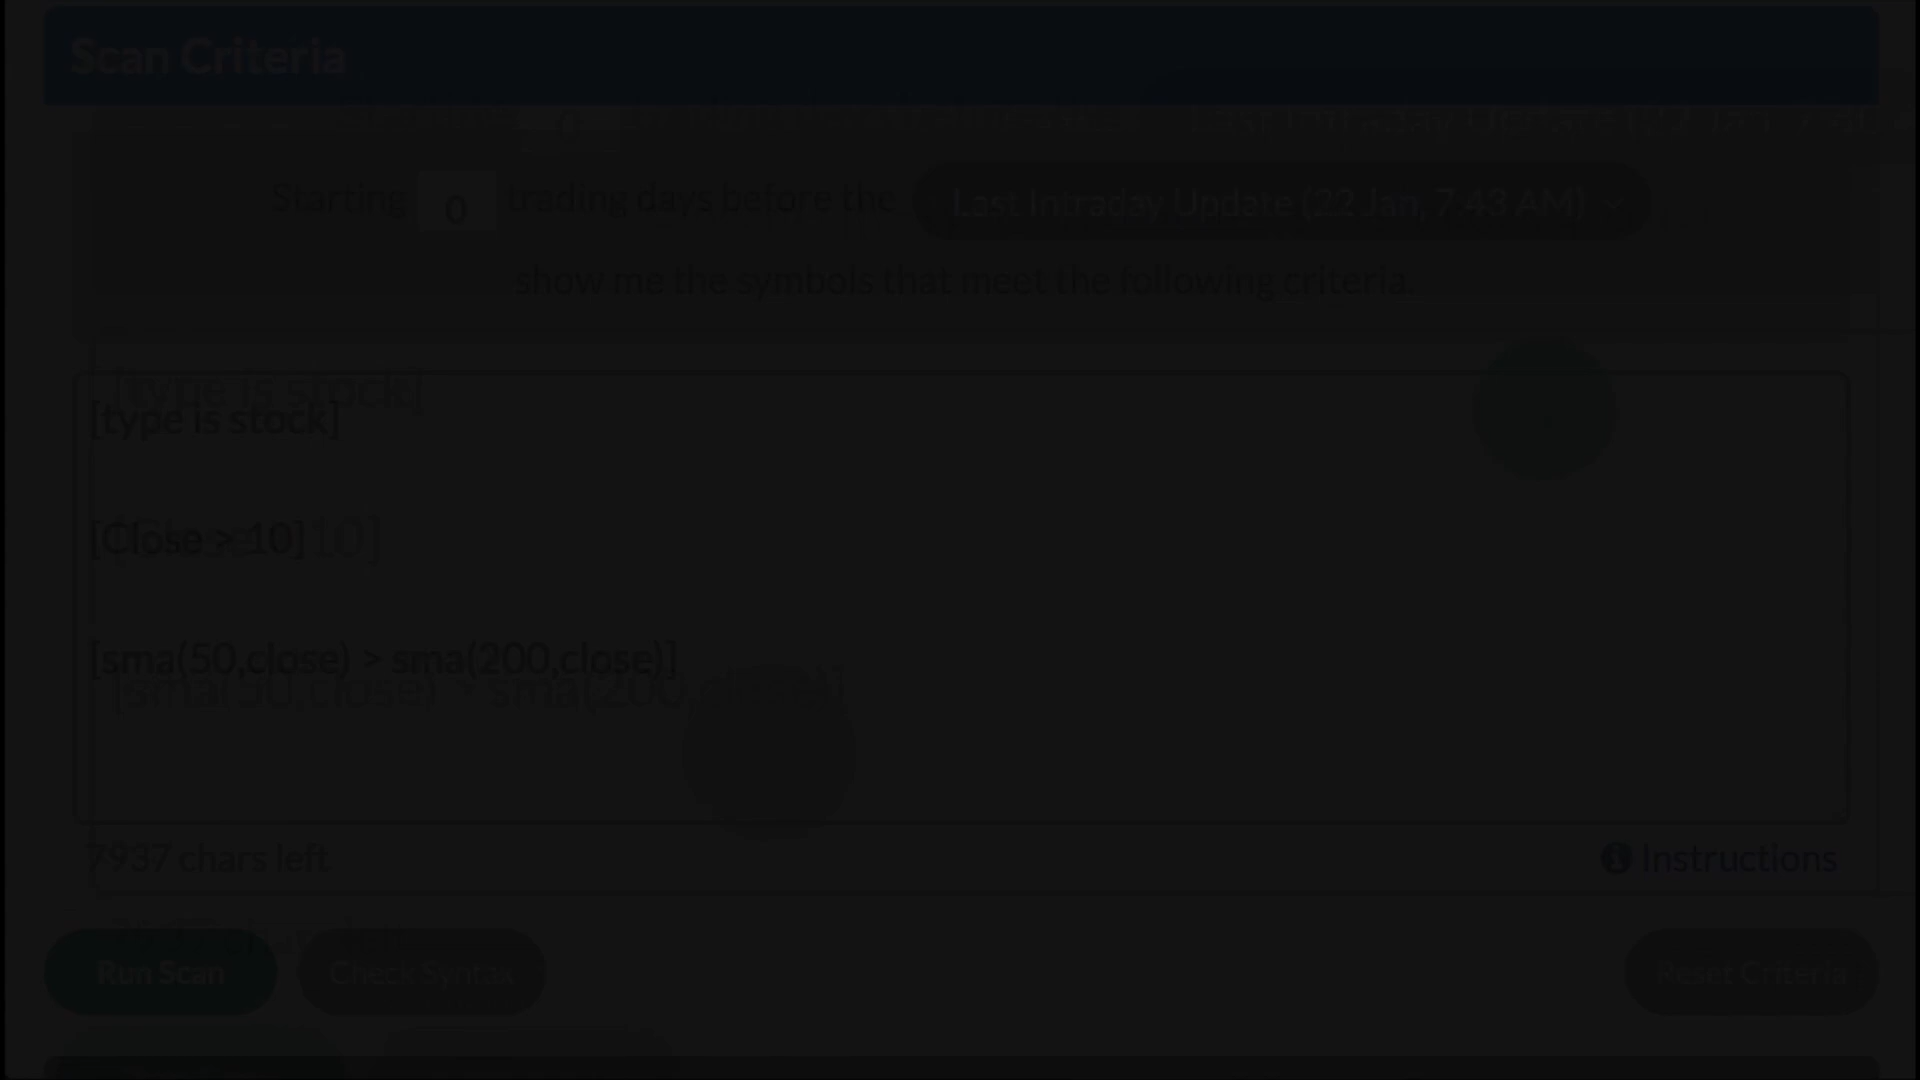 Scan Criteria
Starting 0 trading days before the Last Intraday Update (22 Jan, 7:43 AM)
show me the symbols that meet the following criteria.
[type is stock]
[Close > 10]
[sma(50,close) > sma(200,close)]
7937 chars left
Instructions
Run Scan
Check Syntax
Reset Criteria